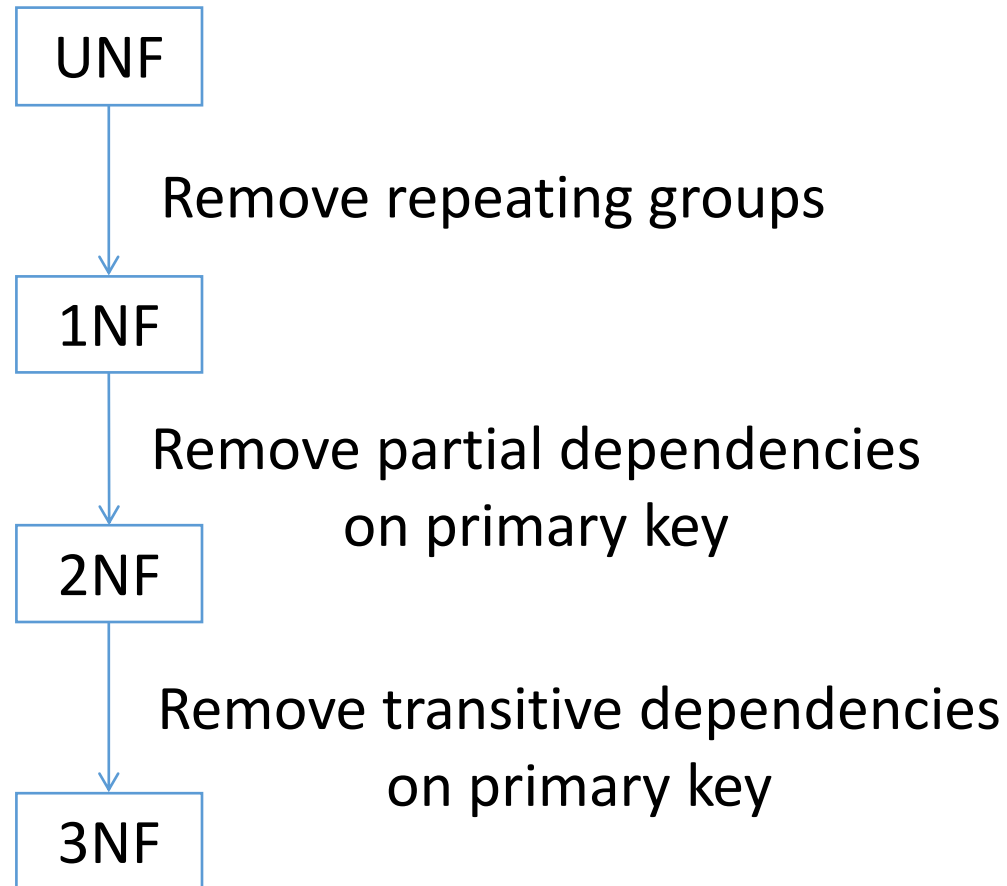 UNF
Remove repeating groups
1NF
Remove partial dependencies
on primary key
2NF
Remove transitive dependencies
on primary key
3NF